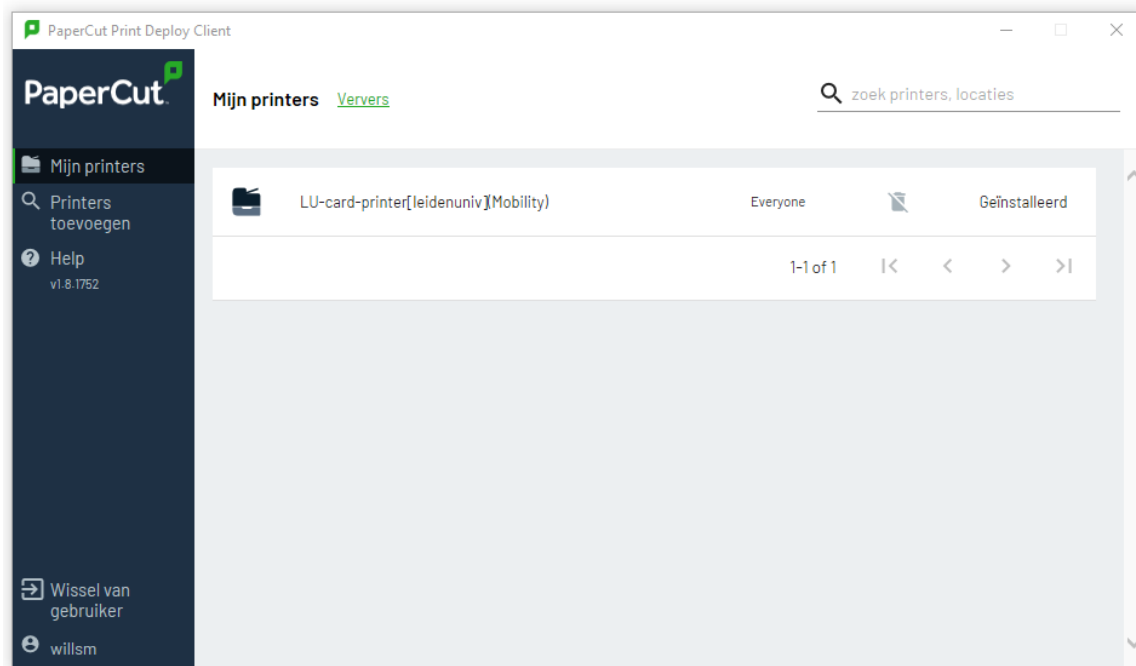 PaperCut Print Deploy Client
PaperCut
Mijn printers Ververs
zoek printers, locaties
Mijn printers
Printers
toevoegen
Help
v1.8.1752
LU-card-printer[leidenuniv](Mobility) Everyone Geïnstalleerd
1-1 of 1
Wissel van
gebruiker
willsm